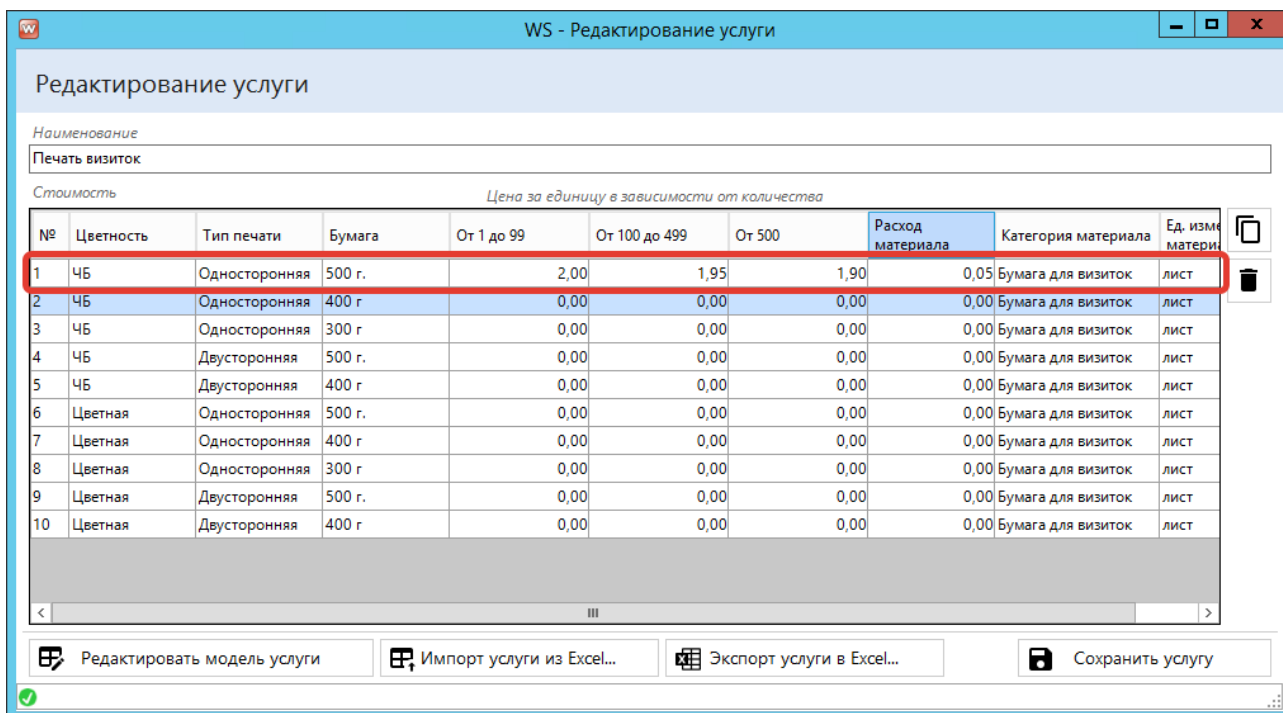 WS - Редактирование услуги
Редактирование услуги
Наименование
Печать визиток
Стоимость Цена за единицу в зависимости от количества
№ Цветность Тип печати Бумага От 1 до 99 От 100 до 499 От 500 Расход материала Категория материала Ед. изме материа
1 ЧБ Односторонняя 500 г. 2,00 1,95 1,90 0,05 Бумага для визиток лист
2 ЧБ Односторонняя 400 г 0,00 0,00 0,00 0,00 Бумага для визиток лист
3 ЧБ Односторонняя 300 г 0,00 0,00 0,00 0,00 Бумага для визиток лист
4 ЧБ Двусторонняя 500 г. 0,00 0,00 0,00 0,00 Бумага для визиток лист
5 ЧБ Двусторонняя 400 г 0,00 0,00 0,00 0,00 Бумага для визиток лист
6 Цветная Односторонняя 500 г. 0,00 0,00 0,00 0,00 Бумага для визиток лист
7 Цветная Односторонняя 400 г 0,00 0,00 0,00 0,00 Бумага для визиток лист
8 Цветная Односторонняя 300 г 0,00 0,00 0,00 0,00 Бумага для визиток лист
9 Цветная Двусторонняя 500 г. 0,00 0,00 0,00 0,00 Бумага для визиток лист
10 Цветная Двусторонняя 400 г 0,00 0,00 0,00 0,00 Бумага для визиток лист
Редактировать модель услуги Импорт услуги из Excel... Экспорт услуги в Excel... Сохранить услугу